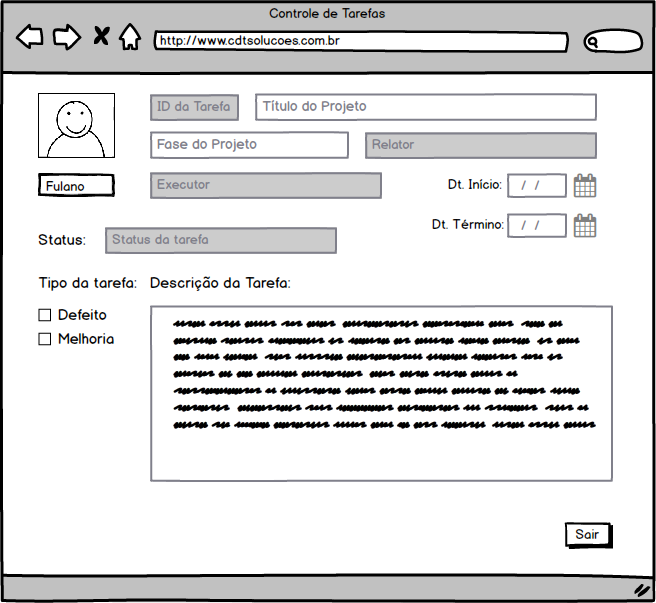 Controle de Tarefas
http://www.cdtsolucoes.com.br
ID da Tarefa
Título do Projeto
Fase do Projeto
Relator
Fulano
Executor
Dt. Início: / /
Dt. Término: / /
Status: Status da tarefa
Tipo da tarefa: Descrição da Tarefa:
Defeito
Melhoria
Sair